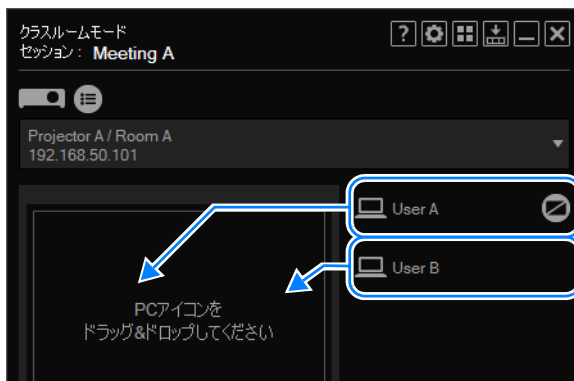 クラスルームモード
セッション： Meeting A
Projector A / Room A
192.168.50.101
User A
User B
PCアイコンを
ドラッグ&ドロップしてください